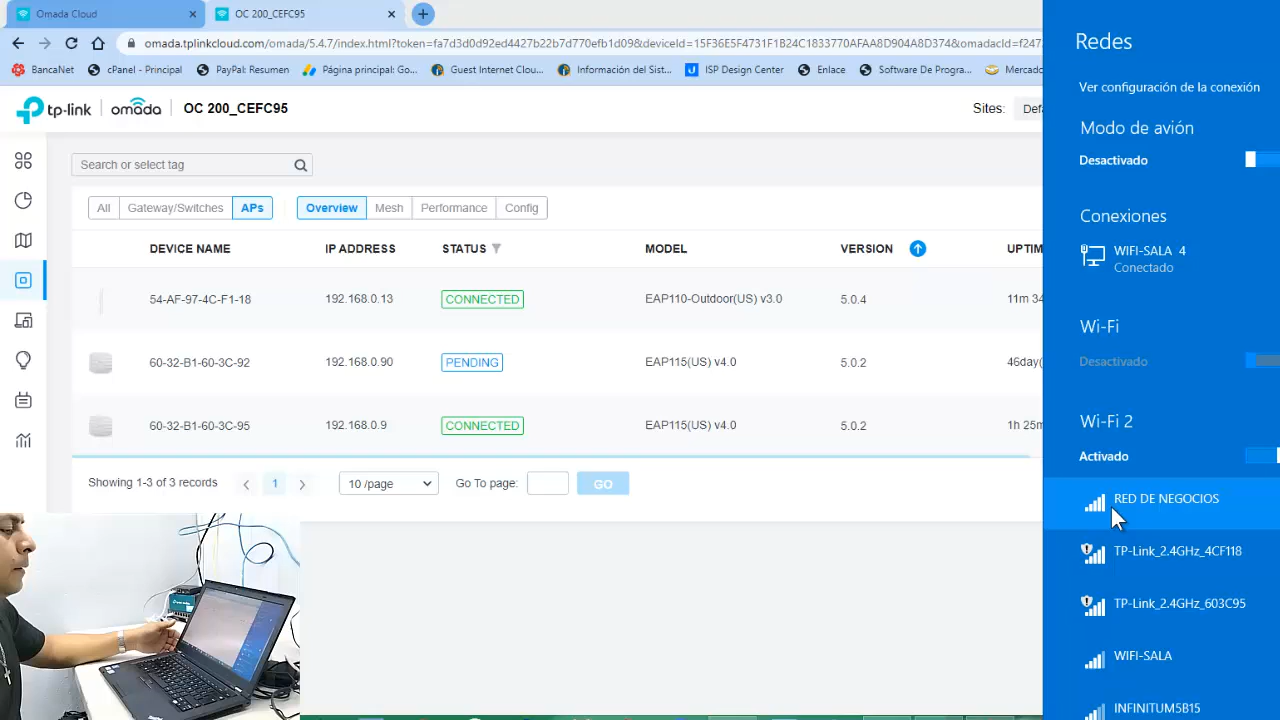 Omada Cloud
OC 200_CEFC95
omada.tplinkcloud.com/omada/5.4.7/index.html?token=fa7d3d0d92ed4427b22b7d770efb1d09&deviceId=15F36E5F4731F1B24C1833770AFAA8D904A8D374&omadacId=f247
BancaNet
cPanel - Principal
PayPal: Resumen
Página principal: Go...
Guest Internet Clou...
Información del Sist...
ISP Design Center
Enlace
Software De Progra...
Mercado
tp-link | omada | OC 200_CEFC95
Sites: Def
Search or select tag
All Gateway/Switches APs Overview Mesh Performance Config
DEVICE NAME IP ADDRESS STATUS MODEL VERSION UPTIM
54-AF-97-4C-F1-18 192.168.0.13 CONNECTED EAP110-Outdoor(US) v3.0 5.0.4 11m 34
60-32-B1-60-3C-92 192.168.0.90 PENDING EAP115(US) v4.0 5.0.2 46day(
60-32-B1-60-3C-95 192.168.0.9 CONNECTED EAP115(US) v4.0 5.0.2 1h 25m
Showing 1-3 of 3 records 1 10 /page Go To page: GO
Redes
Ver configuración de la conexión
Modo de avión
Desactivado
Conexiones
WIFI-SALA 4
Conectado
Wi-Fi
Desactivado
Wi-Fi 2
Activado
RED DE NEGOCIOS
TP-Link_2.4GHz_4CF118
TP-Link_2.4GHz_603C95
WIFI-SALA
INFINITUM5B15